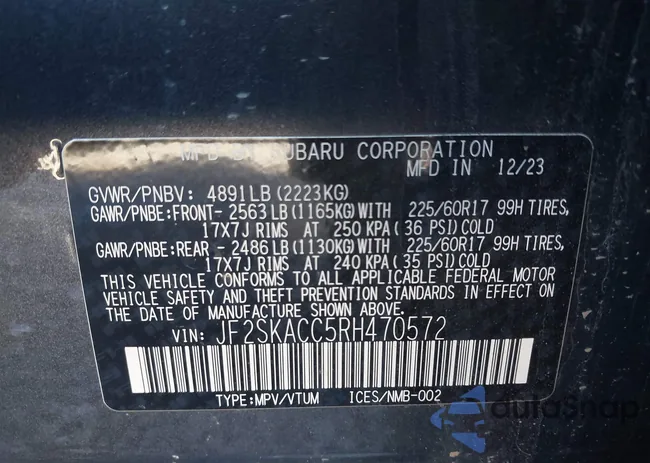 MFD BY SUBARU CORPORATION
MFD IN 12/23
GVWR/PNBV: 4891LB (2223KG)
GAWR/PNBE:FRONT- 2563 LB (1165KG) WITH 225/60R17 99H TIRES,
17X7J RIMS AT 250 KPA (36 PSI) COLD
GAWR/PNBE:REAR - 2486 LB (1130KG) WITH 225/60R17 99H TIRES,
17X7J RIMS AT 240 KPA (35 PSI) COLD
THIS VEHICLE CONFORMS TO ALL APPLICABLE FEDERAL MOTOR
VEHICLE SAFETY AND THEFT PREVENTION STANDARDS IN EFFECT ON
THE DATE OF MANUFACTURE SHOWN ABOVE.
VIN: JF2SKACC5RH470572
TYPE:MPV/VTUM ICES/NMB-002
autoSnap